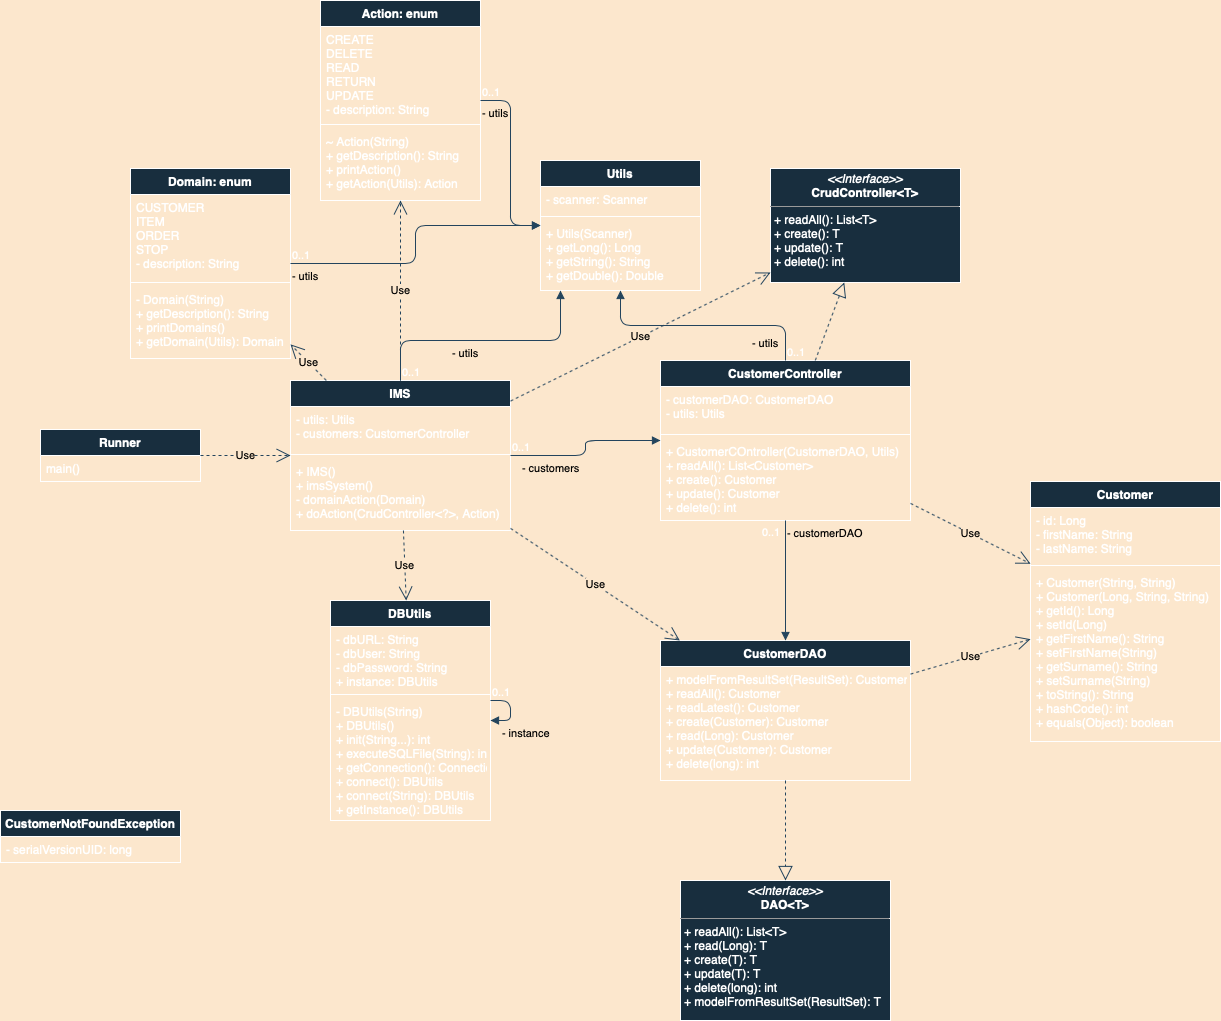 Action: enum
CREATE
DELETE
READ
RETURN
UPDATE
- description: String
~ Action(String)
+ getDescription(): String
+ printAction()
+ getAction(Utils): Action
0..1
- utils
Domain: enum
CUSTOMER
ITEM
ORDER
STOP
- description: String
- Domain(String)
+ getDescription(): String
+ printDomains()
+ getDomain(Utils): Domain
0..1
- utils
Utils
- scanner: Scanner
+ Utils(Scanner)
+ getLong(): Long
+ getString(): String
+ getDouble(): Double
<<Interface>>
CrudController<T>
+ readAll(): List<T>
+ create(): T
+ update(): T
+ delete(): int
Use
Use
Use
- utils
0..1
- utils
0..1
IMS
- utils: Utils
- customers: CustomerController
+ IMS()
+ imsSystem()
- domainAction(Domain)
+ doAction(CrudController<?>, Action)
Runner
main()
Use
0..1
- customers
CustomerController
- customerDAO: CustomerDAO
- utils: Utils
+ CustomerCOntroller(CustomerDAO, Utils)
+ readAll(): List<Customer>
+ create(): Customer
+ update(): Customer
+ delete(): int
0..1
- customerDAO
Use
Use
Use
Use
Customer
- id: Long
- firstName: String
- lastName: String
+ Customer(String, String)
+ Customer(Long, String, String)
+ getId(): Long
+ setId(Long)
+ getFirstName(): String
+ setFirstName(String)
+ getSurname(): String
+ setSurname(String)
+ toString(): String
+ hashCode(): int
+ equals(Object): boolean
DBUtils
- dbURL: String
- dbUser: String
- dbPassword: String
+ instance: DBUtils
- DBUtils(String)
+ DBUtils()
+ init(String...): int
+ executeSQLFile(String): in
+ getConnection(): Connecti
+ connect(): DBUtils
+ connect(String): DBUtils
+ getInstance(): DBUtils
0..1
- instance
CustomerDAO
+ modelFromResultSet(ResultSet): Customer
+ readAll(): Customer
+ readLatest(): Customer
+ create(Customer): Customer
+ read(Long): Customer
+ update(Customer): Customer
+ delete(long): int
CustomerNotFoundException
- serialVersionUID: long
<<Interface>>
DAO<T>
+ readAll(): List<T>
+ read(Long): T
+ create(T): T
+ update(T): T
+ delete(long): int
+ modelFromResultSet(ResultSet): T